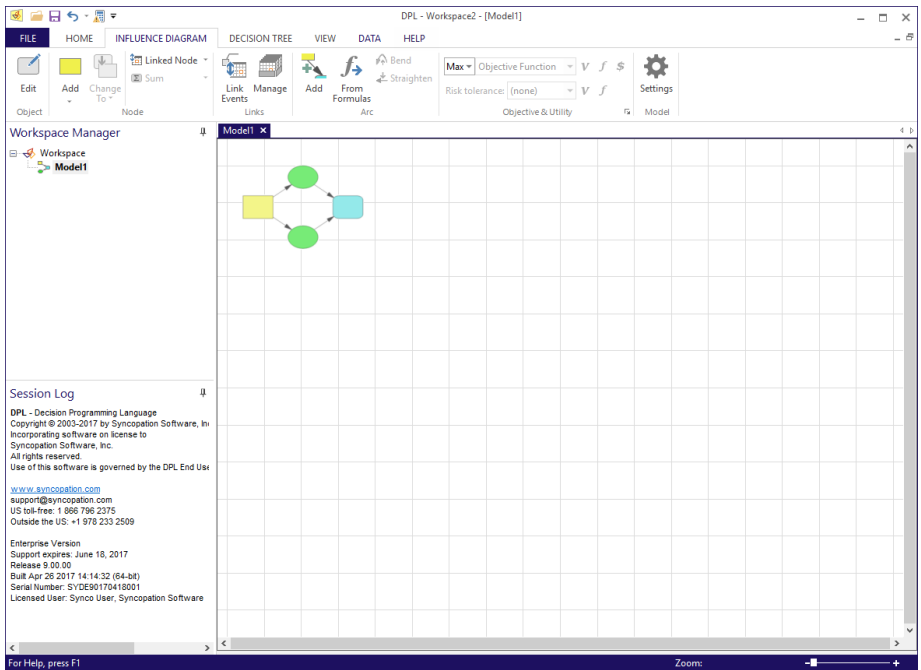 DPL - Workspace2 - [Model1]
FILE HOME INFLUENCE DIAGRAM DECISION TREE VIEW DATA HELP
Edit
Add
Change To
Linked Node
Sum
Link Events
Manage
Add
From Formulas
Bend
Straighten
Max Objective Function V f $
Risk tolerance: (none) V f
Settings
Object Node Links Arc Objective & Utility Model
Workspace Manager
Model1 ×
Workspace
Model1
Session Log
DPL - Decision Programming Language
Copyright © 2003-2017 by Syncopation Software, In
Incorporating software on license to
Syncopation Software, Inc.
All rights reserved.
Use of this software is governed by the DPL End Use
www.syncopation.com
support@syncopation.com
US toll-free: 1 866 796 2375
Outside the US: +1 978 233 2509
Enterprise Version
Support expires: June 18, 2017
Release 9.00.00
Built Apr 26 2017 14:14:32 (64-bit)
Serial Number: SYDE90170418001
Licensed User: Synco User, Syncopation Software
For Help, press F1
Zoom: